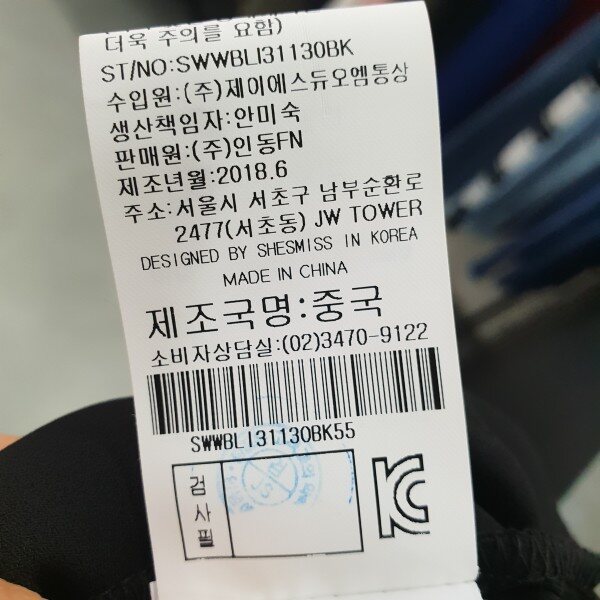 더욱 주의를 요함)
ST/NO:SWWBLI31130BK
수입원:(주)제이에스듀오엠통상
생산책임자:안미숙
판매원:(주)인동FN
제조년월:2018.6
주소:서울시 서초구 남부순환로
2477(서초동) JW TOWER
DESIGNED BY SHESMISS IN KOREA
MADE IN CHINA
제조국명:중국
소비자상담실:(02)3470-9122
SWWBLI31130BK55
검사필